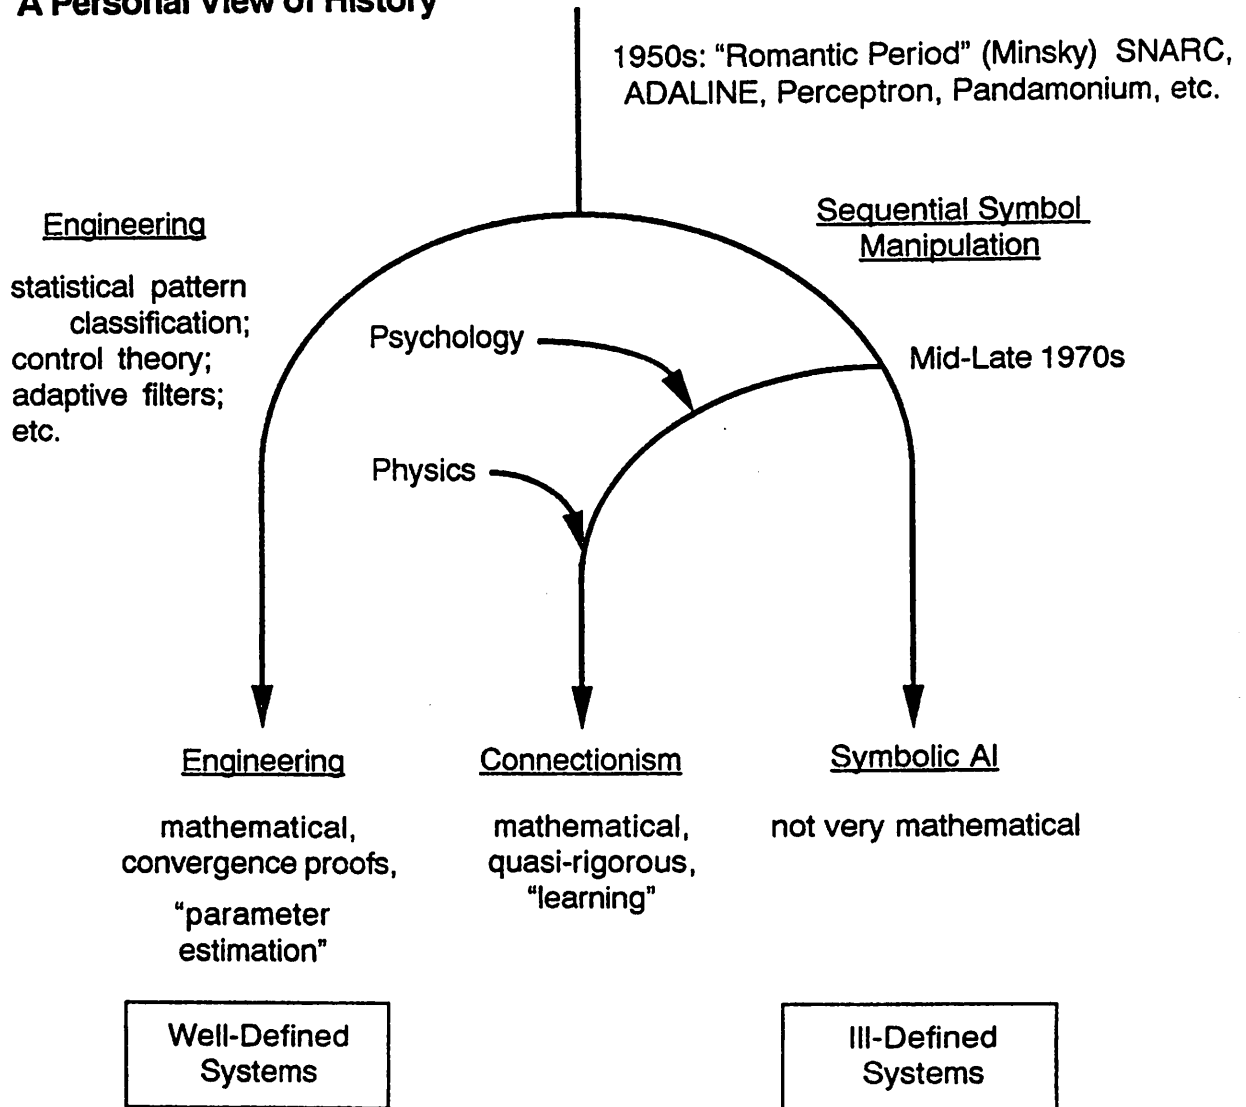 A Personal View of History
1950s: “Romantic Period” (Minsky) SNARC,
ADALINE, Perceptron, Pandamonium, etc.
Engineering
statistical pattern
classification;
control theory;
adaptive filters;
etc.
Sequential Symbol
Manipulation
Psychology
Mid-Late 1970s
Physics
Engineering
mathematical,
convergence proofs,
“parameter
estimation”
Connectionism
mathematical,
quasi-rigorous,
“learning”
Symbolic AI
not very mathematical
Well-Defined
Systems
Ill-Defined
Systems